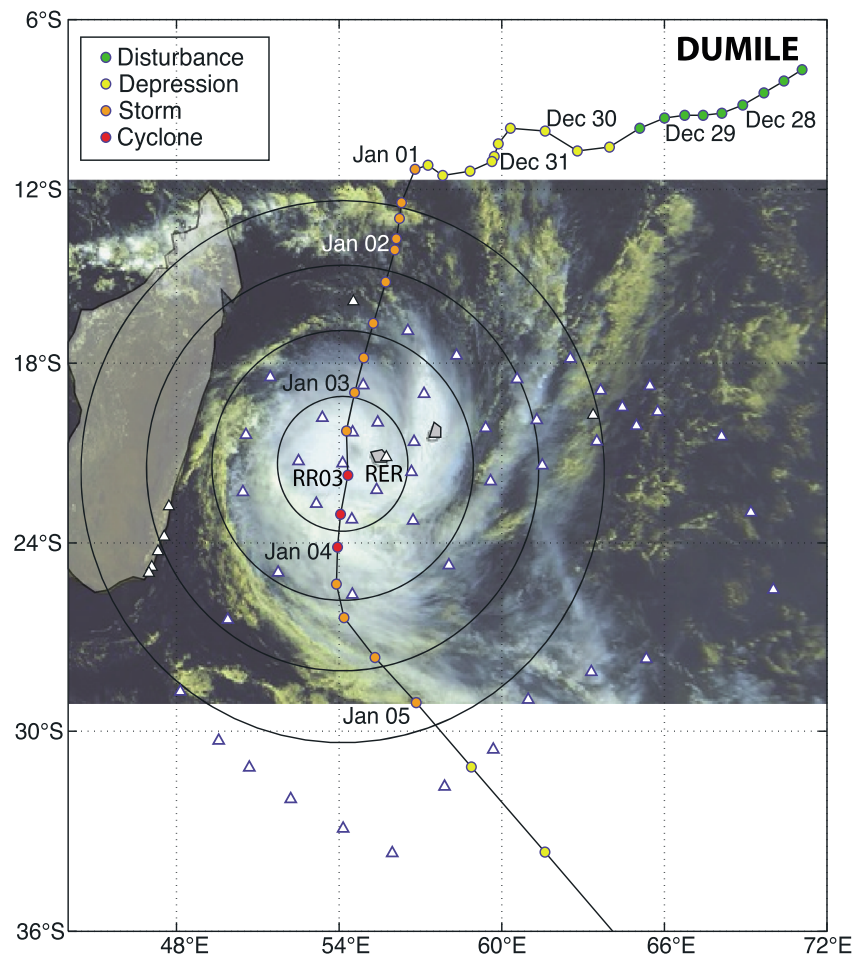 6°S
DUMILE
Disturbance
Depression
Storm
Cyclone
Dec 30
Dec 28
Dec 29
Dec 31
Jan 01
12°S
Jan 02
18°S
Jan 03
RR03
RER
24°S
Jan 04
Jan 05
30°S
36°S
48°E
54°E
60°E
66°E
72°E